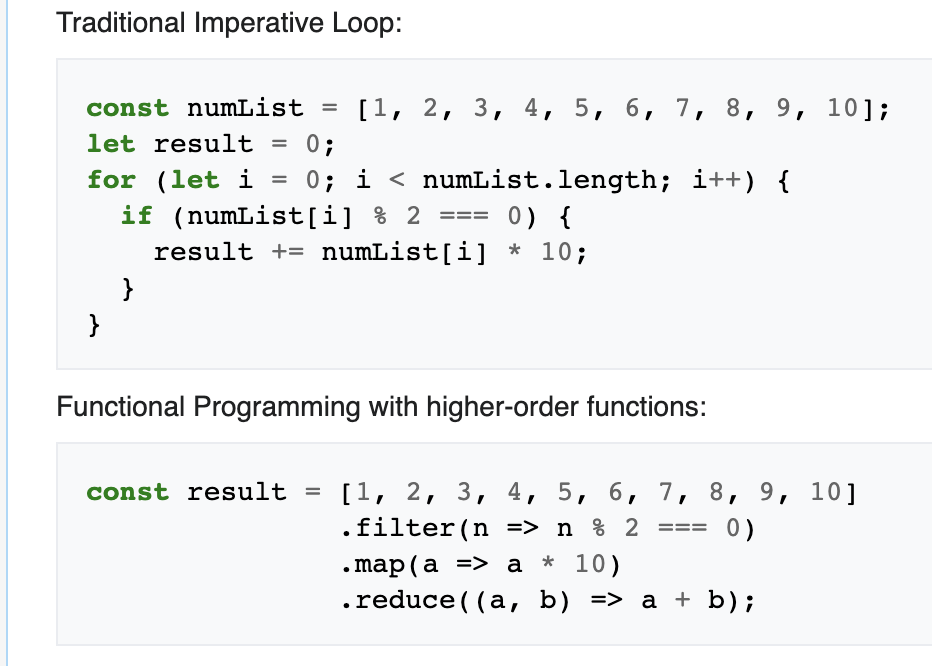 Traditional Imperative Loop:
const numList = [1, 2, 3, 4, 5, 6, 7, 8, 9, 10];
let result = 0;
for (let i = 0; i < numList.length; i++) {
  if (numList[i] % 2 === 0) {
    result += numList[i] * 10;
  }
}
Functional Programming with higher-order functions:
const result = [1, 2, 3, 4, 5, 6, 7, 8, 9, 10]
               .filter(n => n % 2 === 0)
               .map(a => a * 10)
               .reduce((a, b) => a + b);